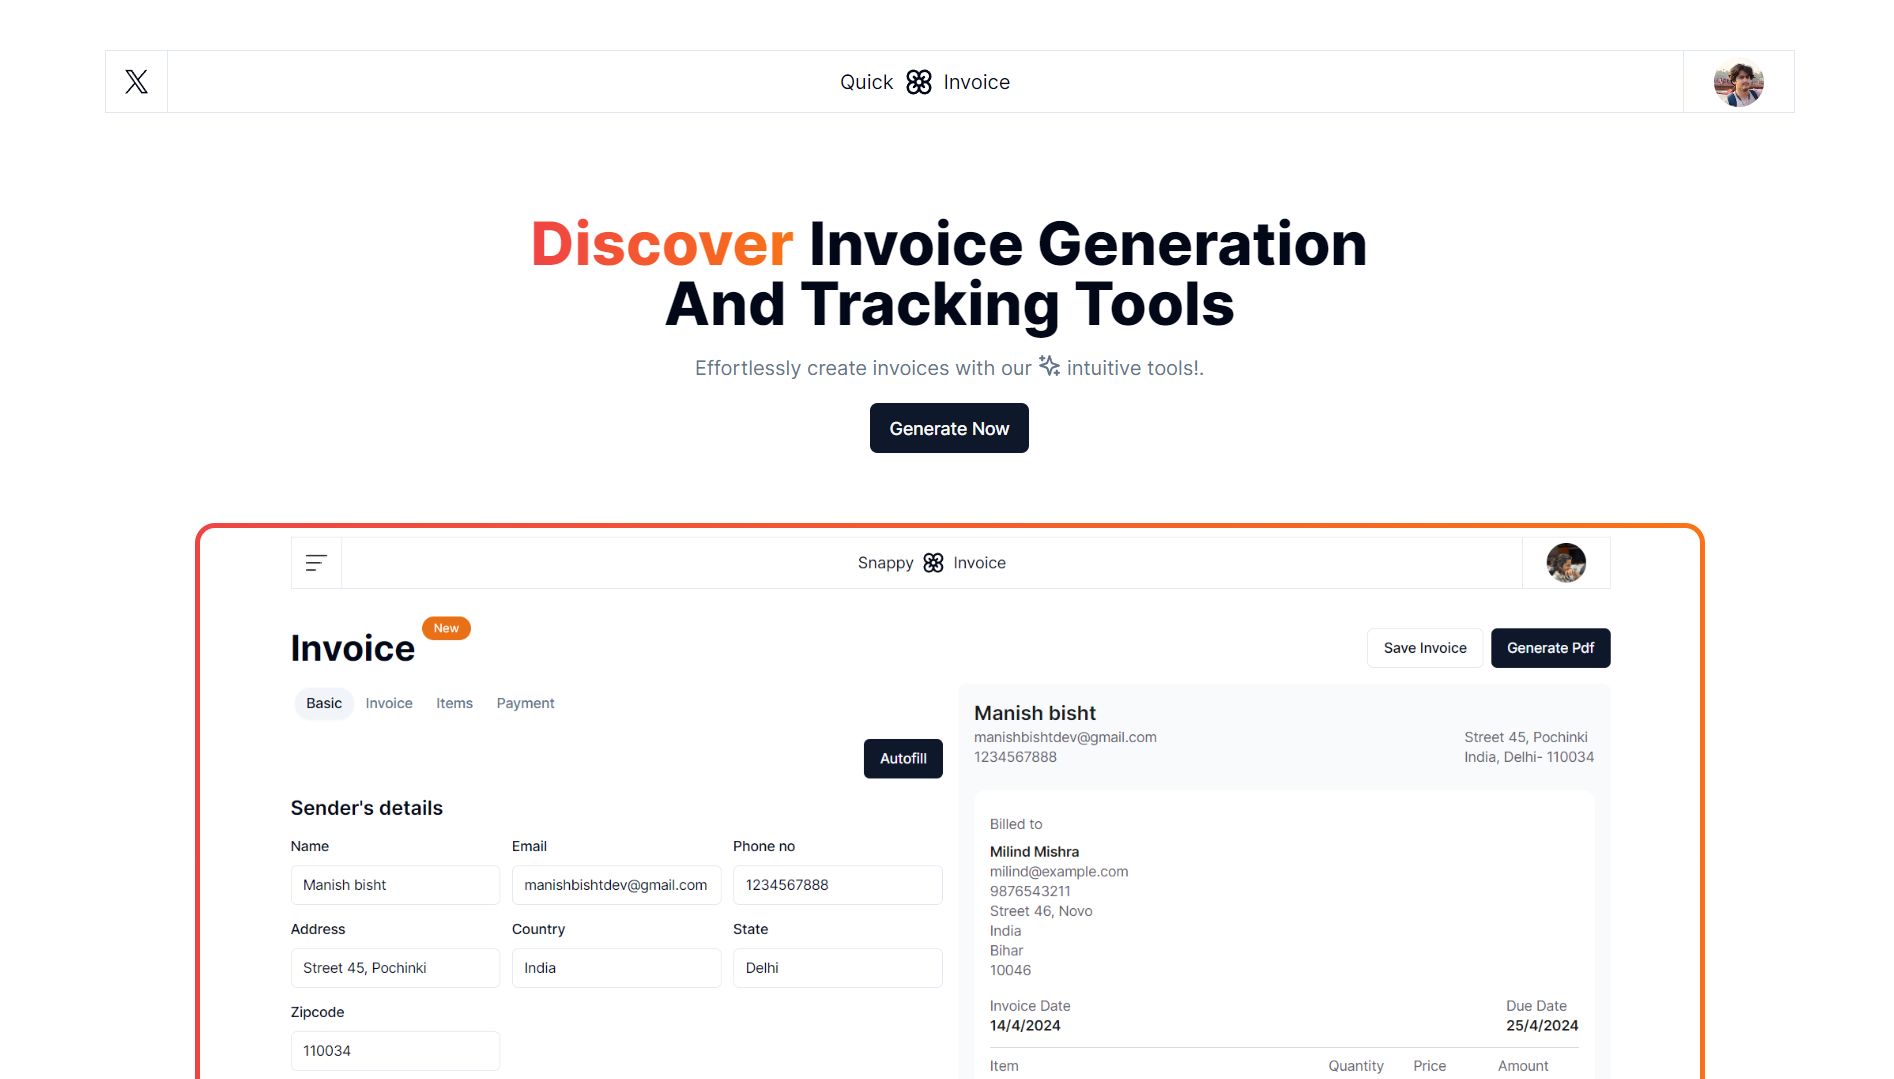 Quick Invoice
Discover Invoice Generation
And Tracking Tools
Effortlessly create invoices with our intuitive tools!.
Generate Now
Snappy Invoice
Invoice New
Save Invoice Generate Pdf
Basic Invoice Items Payment
Autofill
Sender's details
Name Email Phone no
Manish bisht manishbishtdev@gmail.com 1234567888
Address Country State
Street 45, Pochinki India Delhi
Zipcode
110034
Manish bisht
manishbishtdev@gmail.com Street 45, Pochinki
1234567888 India, Delhi- 110034
Billed to
Milind Mishra
milind@example.com
9876543211
Street 46, Novo
India
Bihar
10046
Invoice Date Due Date
14/4/2024 25/4/2024
Item Quantity Price Amount